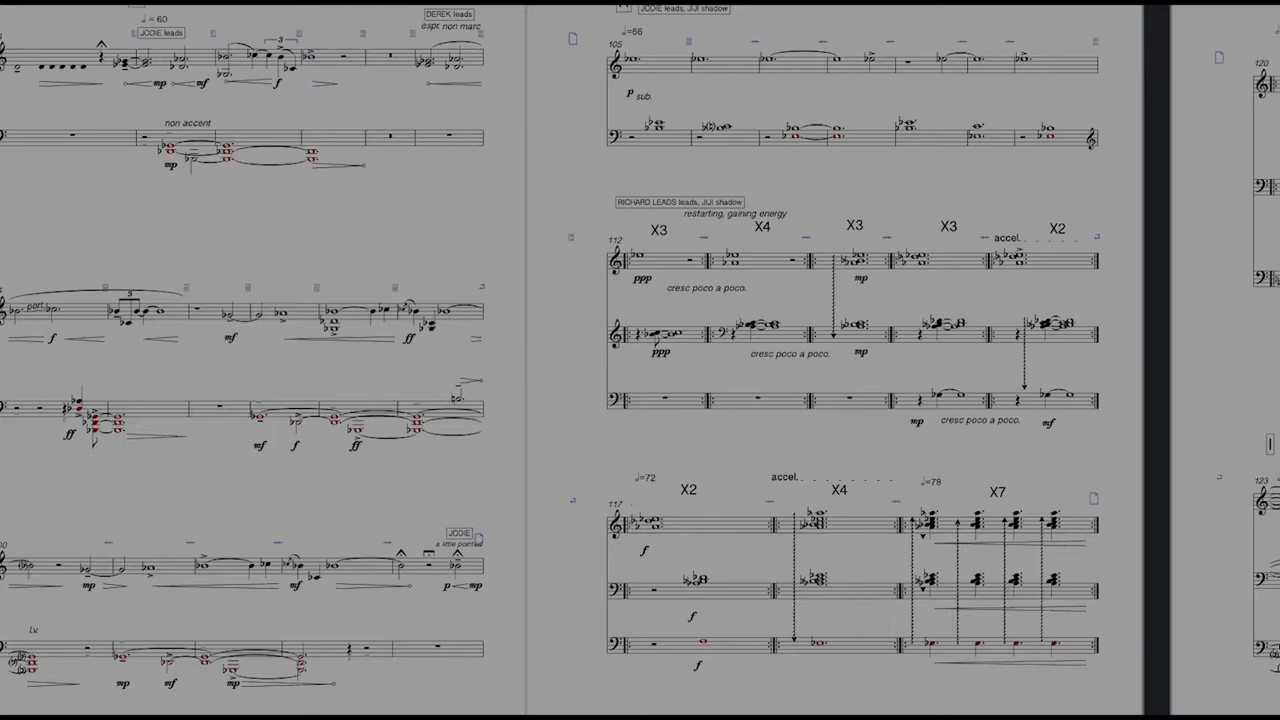 ♩ = 60
DEREK leads
espr. non marc
JODIE leads
3
mp
mf
f
non accent
mp
port.
3
f
mf
ff
ff
mf
f
ff
JODIE
a little pointed
mp
mf
p
mp
l.v.
mp
mf
mp
JODIE leads, JIJI shadow
♩=66
105
p sub.
RICHARD LEADS leads, JIJI shadow
restarting, gaining energy
112
X3
X4
X3
X3
accel.
X2
ppp
cresc poco a poco.
mp
ppp
cresc poco a poco.
mp
mp
cresc poco a poco.
mf
117
♩=72
X2
accel.
X4
♩=78
X7
f
f
f
120
123